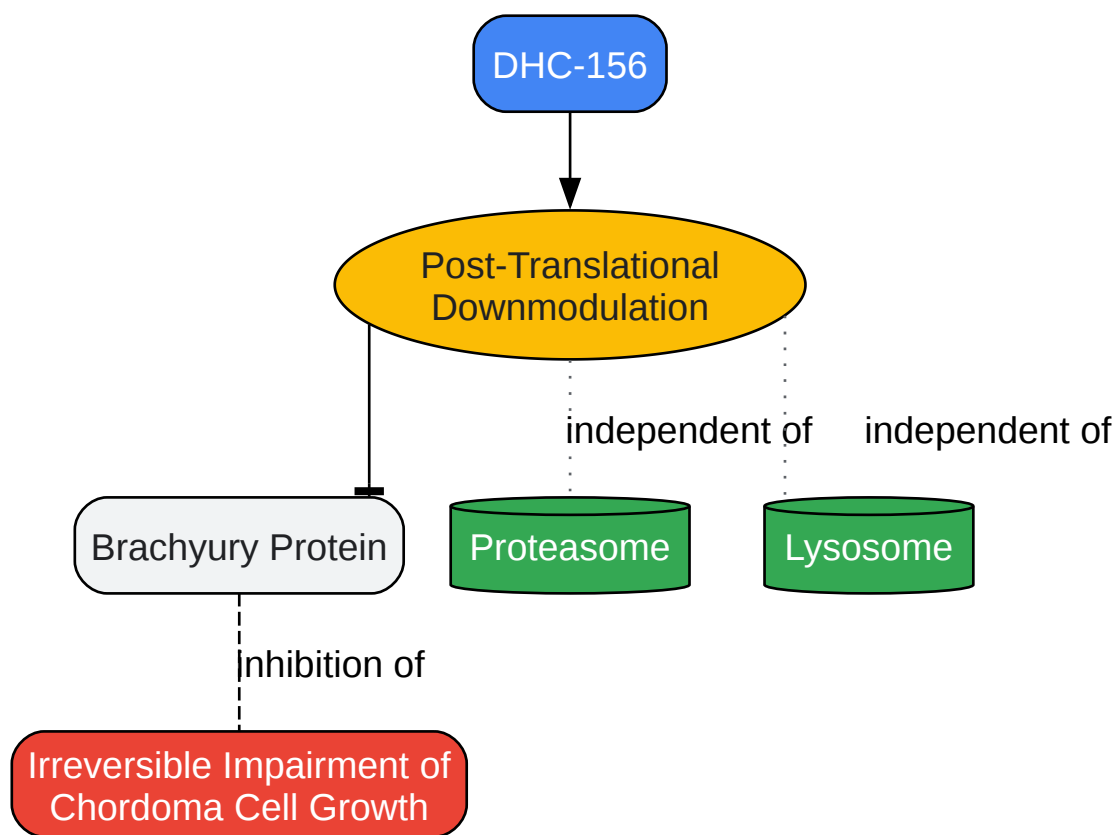 DHC-156
Post-Translational
Downmodulation
independent of
independent of
Brachyury Protein
Proteasome
Lysosome
inhibition of
Irreversible Impairment of
Chordoma Cell Growth